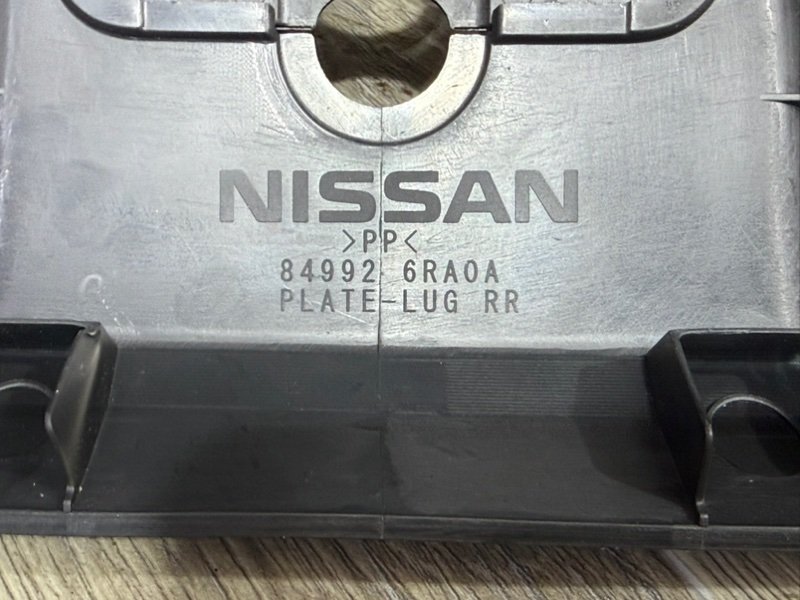 NISSAN
>PP<
84992 6RA0A
PLATE-LUG RR